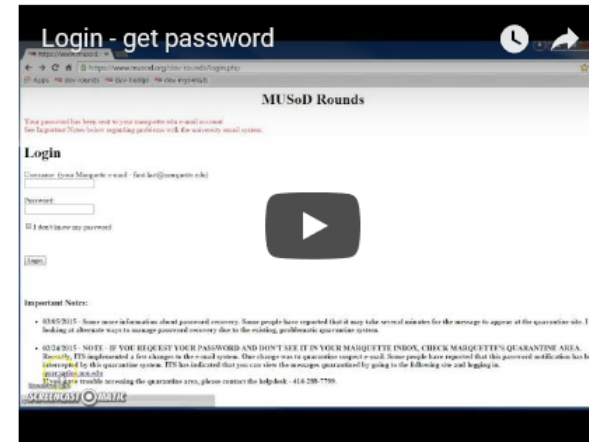 Login - get password
https://www.musod.org/dev-rounds/login.php
Apps dev-rounds dev-bridge dev-myaxiUm
MUSoD Rounds
Your password has been sent to your marquette.edu e-mail account.
See Important Notes below regarding problems with the university email system.
Login
Username: (your Marquette e-mail - first.last@marquette.edu)
Password:
I don't know my password
Login
Important Notes:
03/05/2015 - Some more information about password recovery. Some people have reported that it may take several minutes for the message to appear at the quarantine site. I
looking at alternate ways to manage password recovery due to the existing, problematic quarantine system.
02/24/2015 - NOTE - IF YOU REQUEST YOUR PASSWORD AND DON'T SEE IT IN YOUR MARQUETTE INBOX, CHECK MARQUETTE'S QUARANTINE AREA.
Recently, ITS implemented a few changes to the e-mail system. One change was to quarantine suspect e-mail. Some people have reported that this password notification has b
intercepted by this quarantine system. ITS has indicated that you can view the messages quarantined by going to the following site and logging in.
quarantine.mu.edu
If you have trouble accessing the quarantine area, please contact the helpdesk - 414-288-7799.
SCREENCAST-O-MATIC